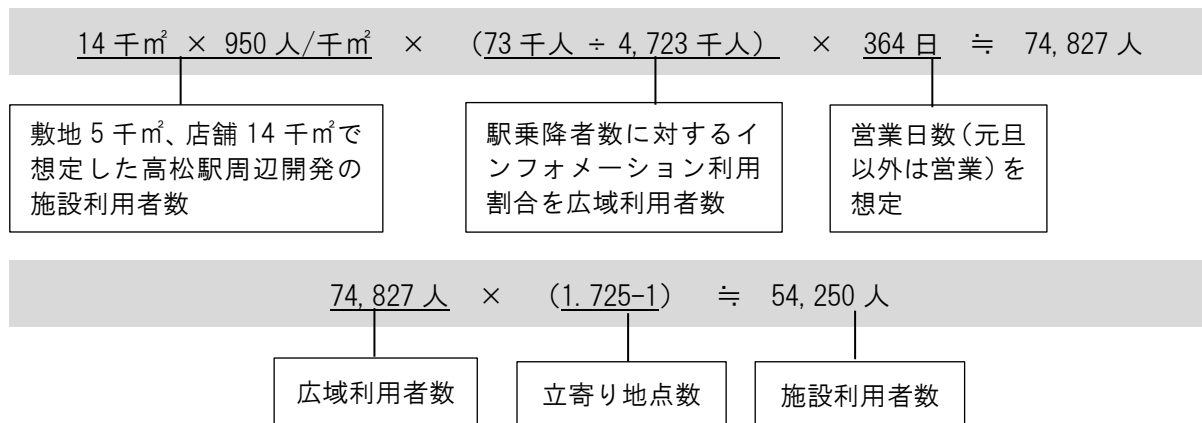 14 千㎡ × 950 人/千㎡ × (73 千人 ÷ 4,723 千人) × 364 日 ≒ 74,827 人
敷地 5 千㎡、店舗 14 千㎡で
想定した高松駅周辺開発の
施設利用者数
駅乗降者数に対するイ
ンフォメーション利用
割合を広域利用者数
営業日数(元旦
以外は営業)を
想定
74,827 人 × (1.725-1) ≒ 54,250 人
広域利用者数
立寄り地点数
施設利用者数